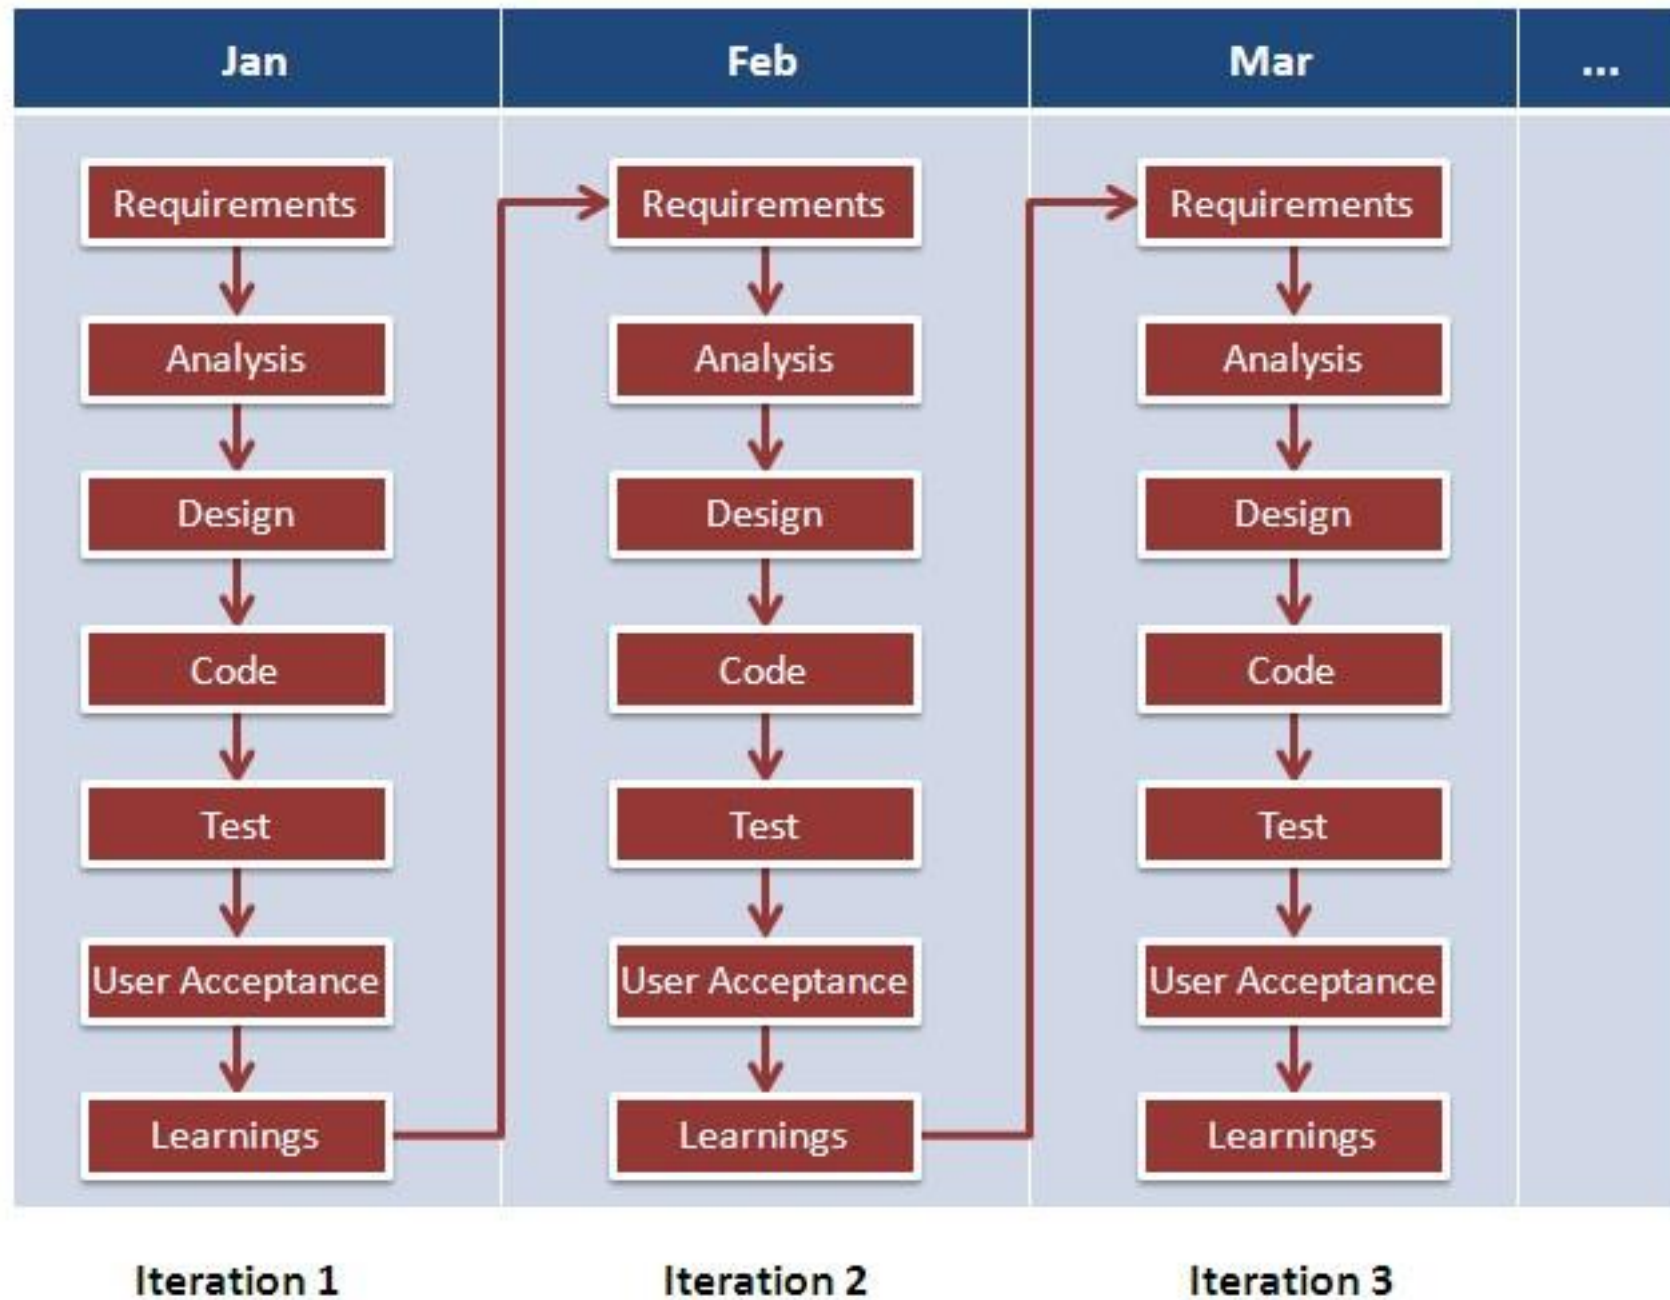 Jan
Feb
Mar
...
Requirements
Analysis
Design
Code
Test
User Acceptance
Learnings
Requirements
Analysis
Design
Code
Test
User Acceptance
Learnings
Requirements
Analysis
Design
Code
Test
User Acceptance
Learnings
Iteration 1
Iteration 2
Iteration 3